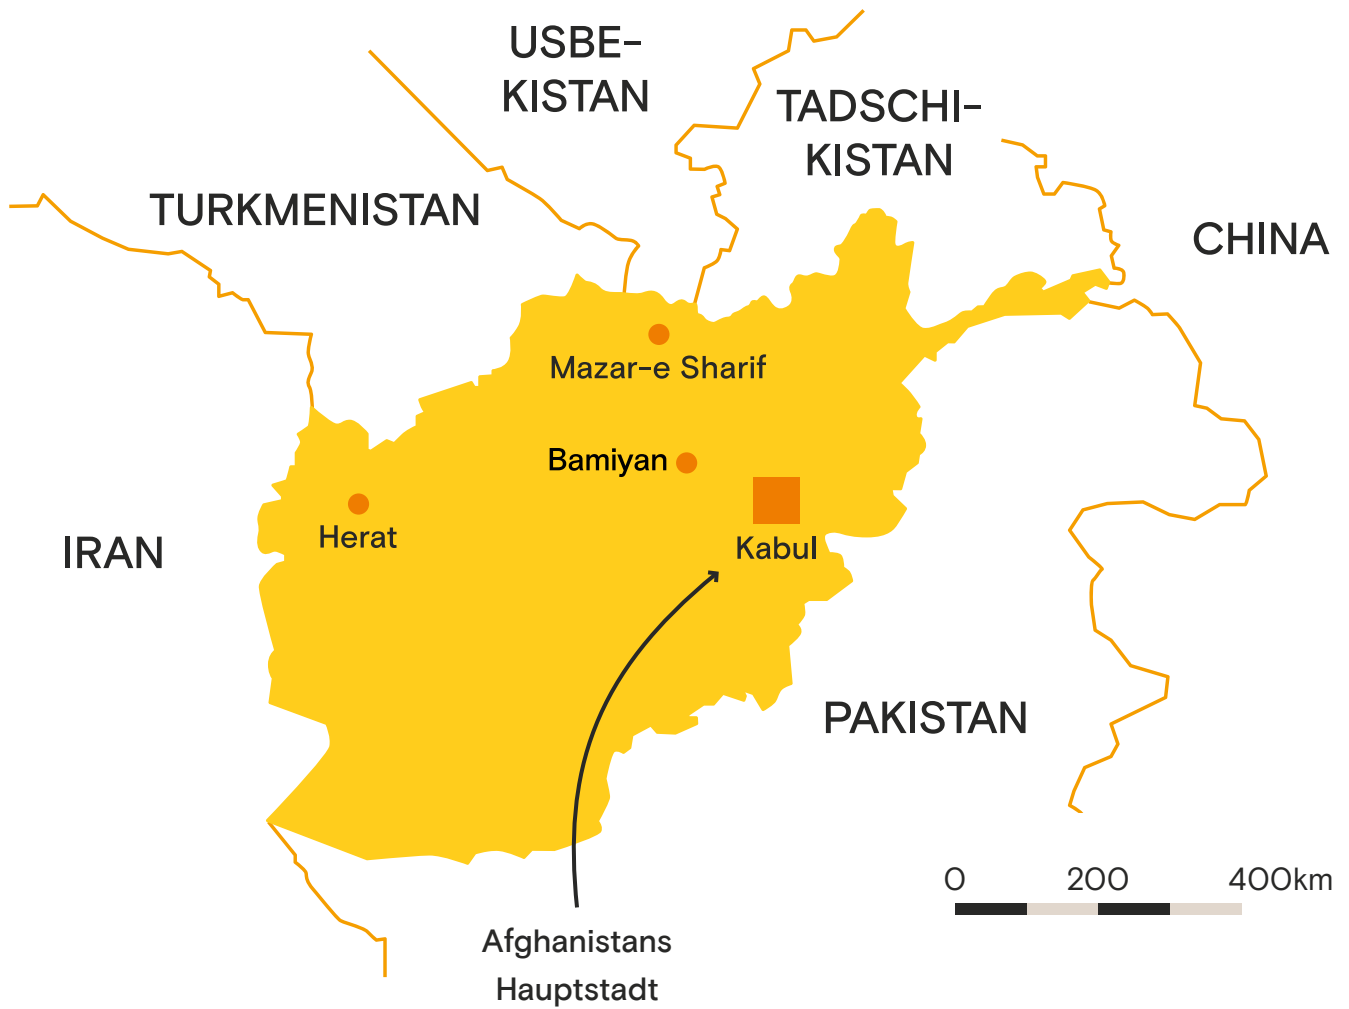 USBE-
KISTAN
TADSCHI-
KISTAN
TURKMENISTAN
CHINA
Mazar-e Sharif
Bamiyan
Herat
IRAN
Kabul
PAKISTAN
0 200 400km
Afghanistans
Hauptstadt